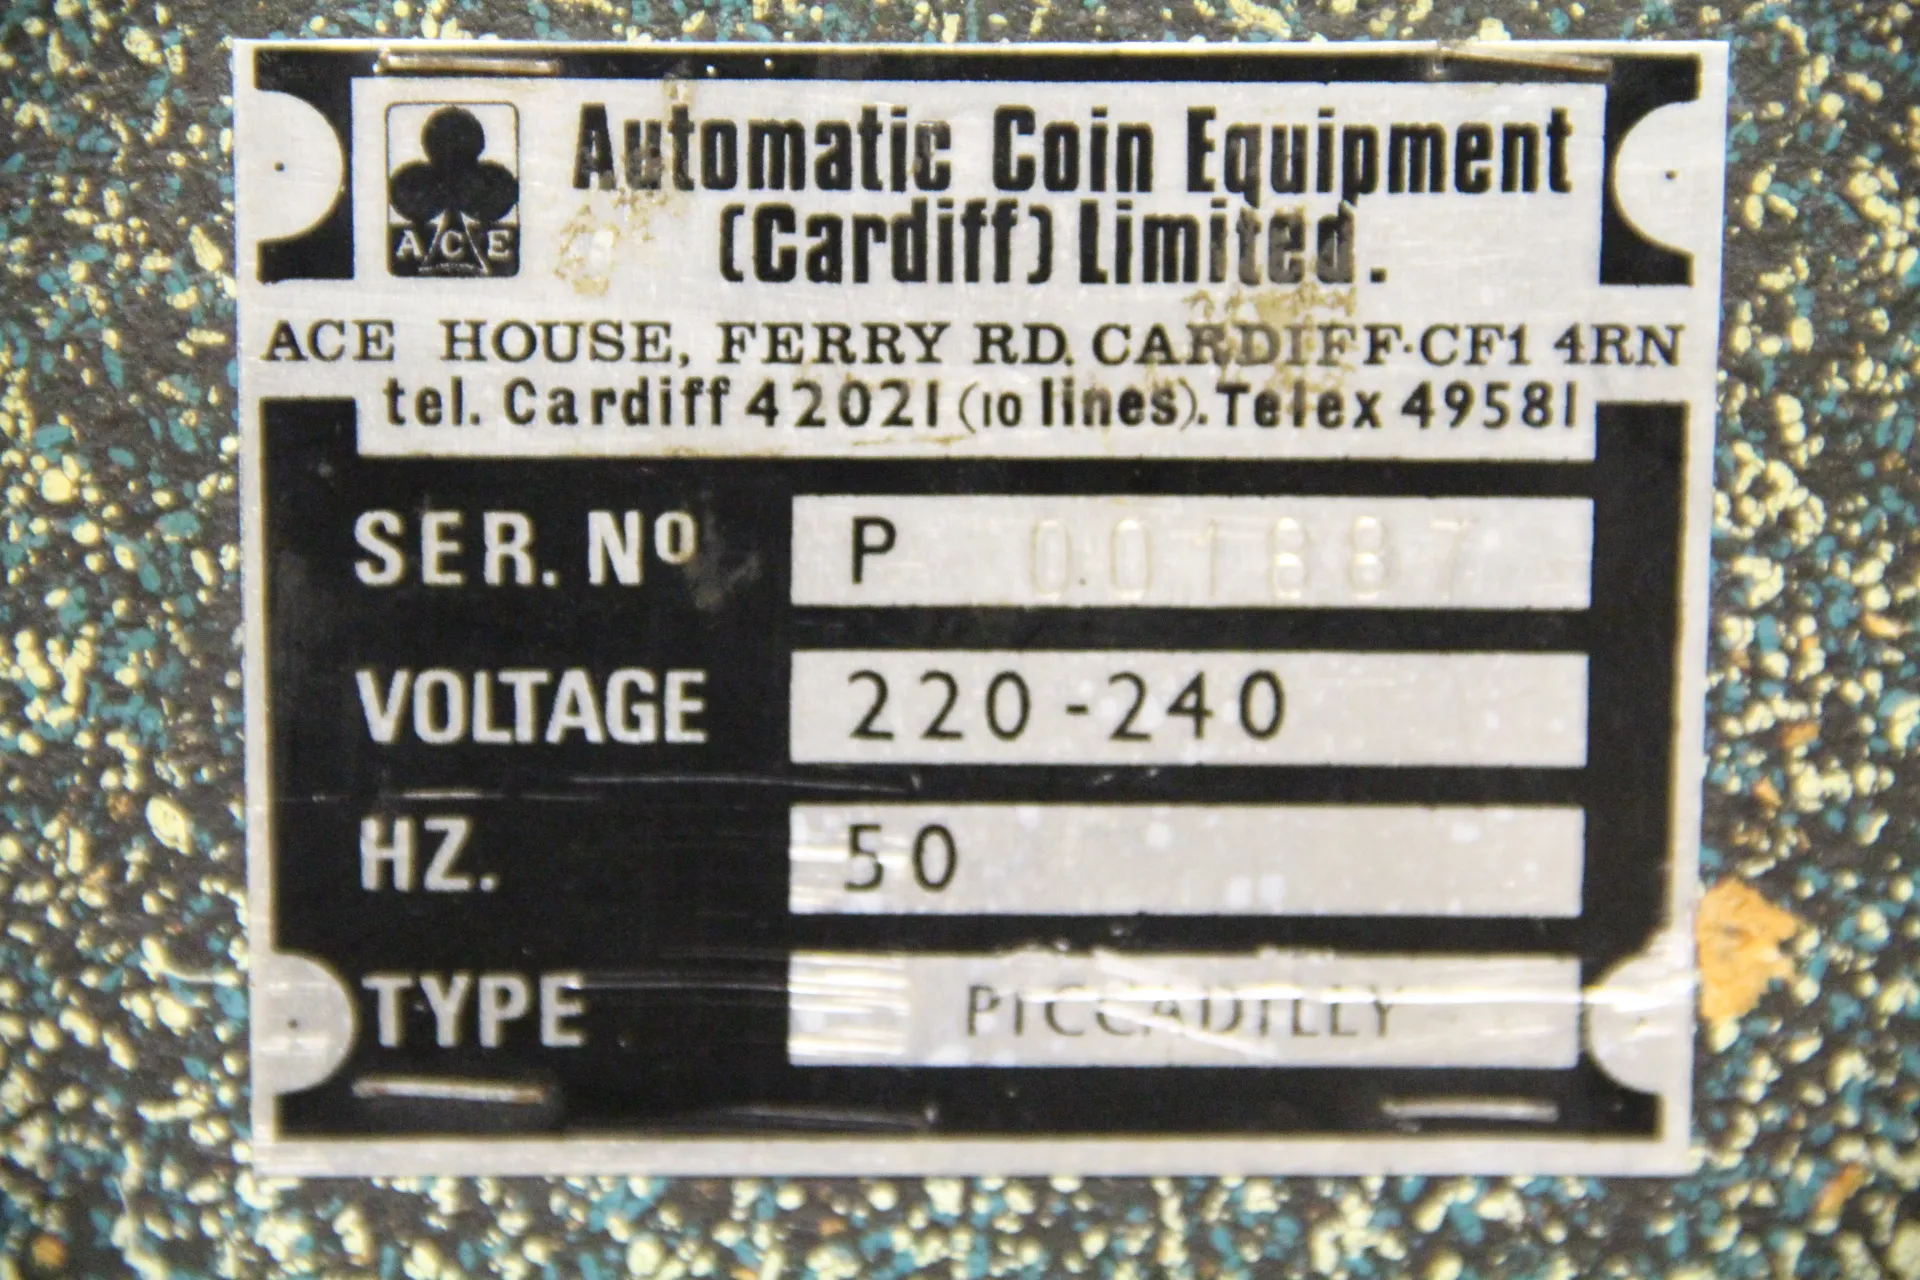 ACE
Automatic Coin Equipment
(Cardiff) Limited.
ACE HOUSE, FERRY RD. CARDIFF·CF1 4RN
tel. Cardiff 42021 (10 lines). Telex 49581
SER. Nº P 001887
VOLTAGE 220-240
HZ. 50
TYPE PICCADILLY